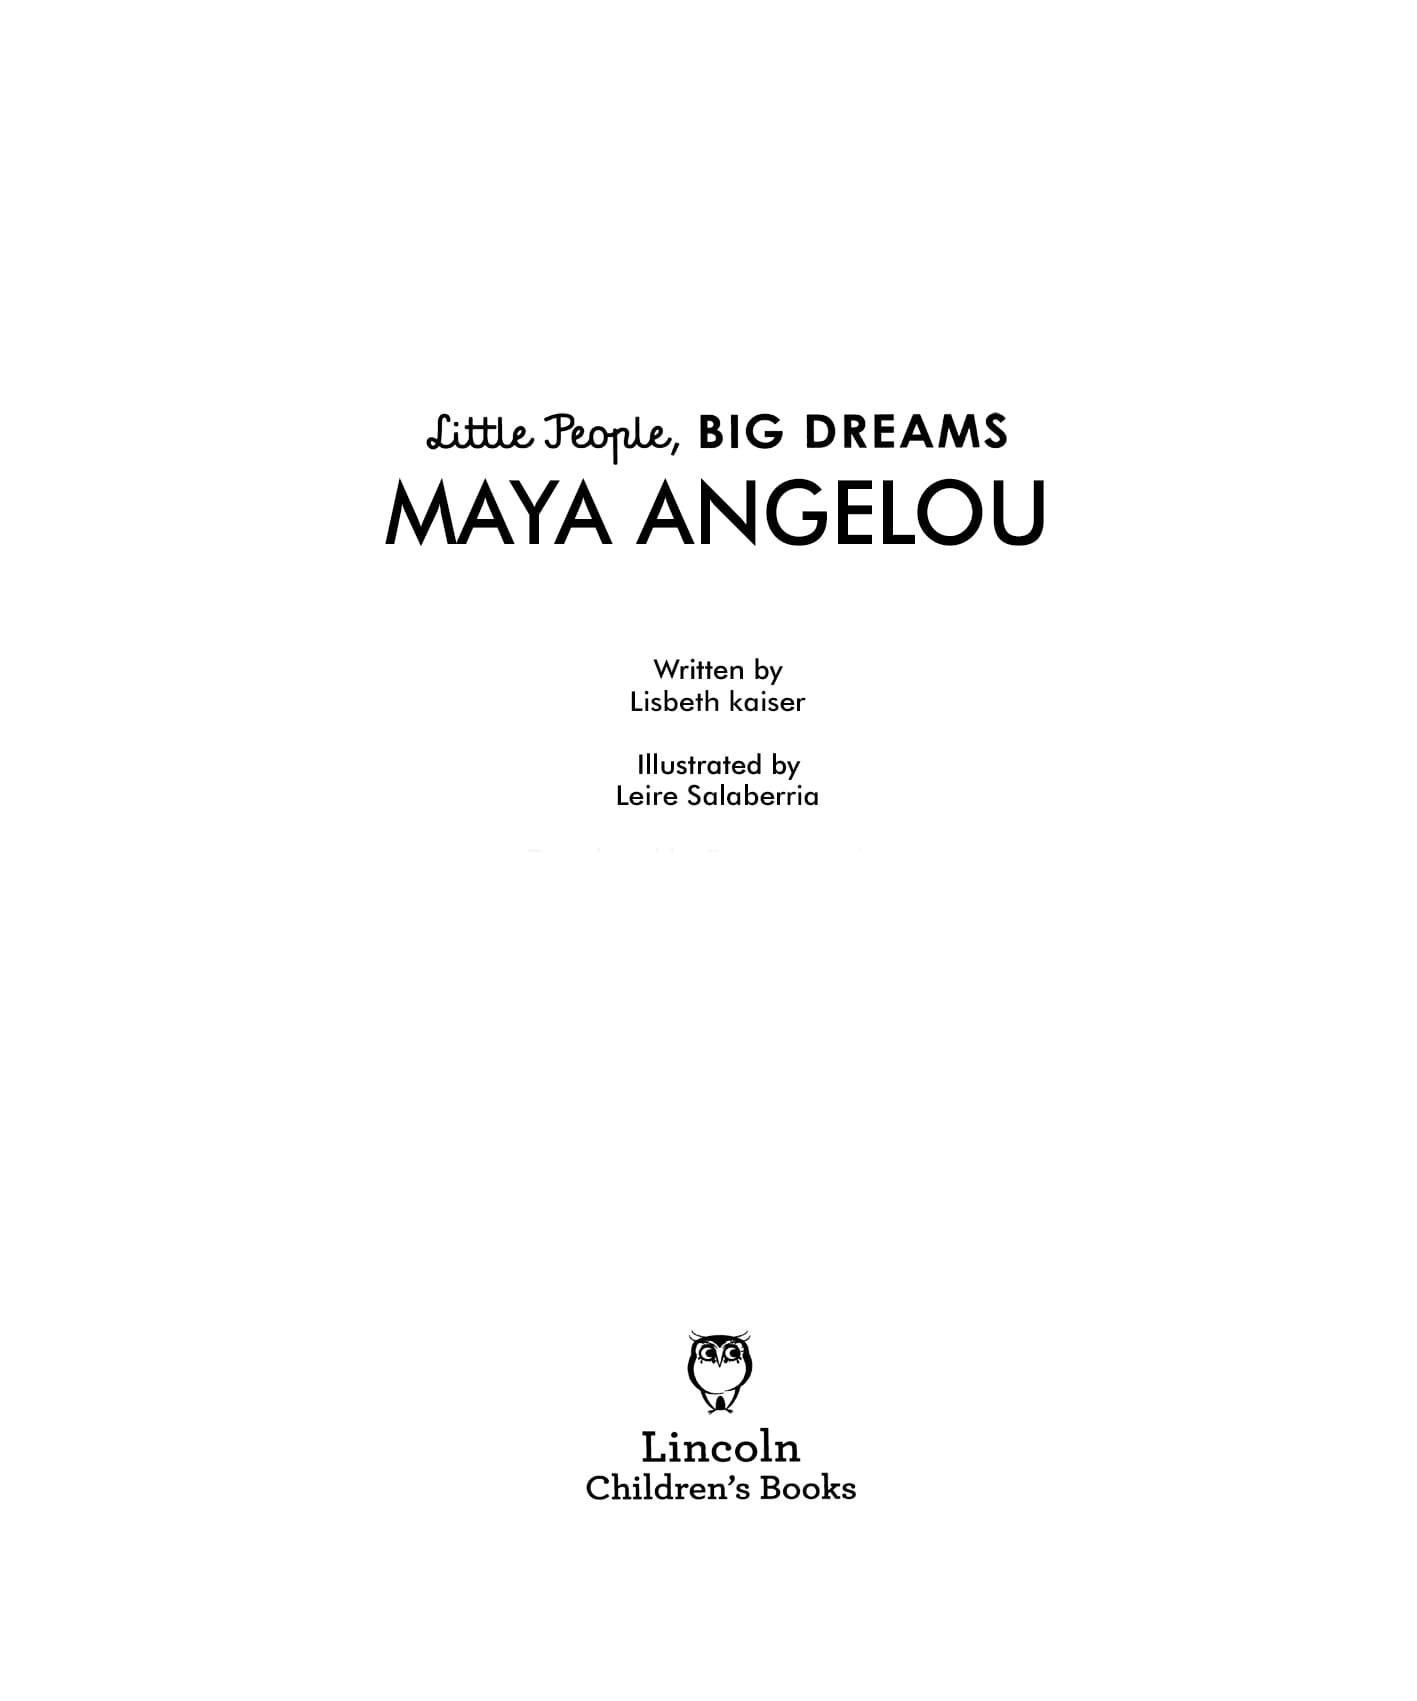 Little People, BIG DREAMS
MAYA ANGELOU
Written by
Lisbeth kaiser
Illustrated by
Leire Salaberria
Lincoln
Children's Books